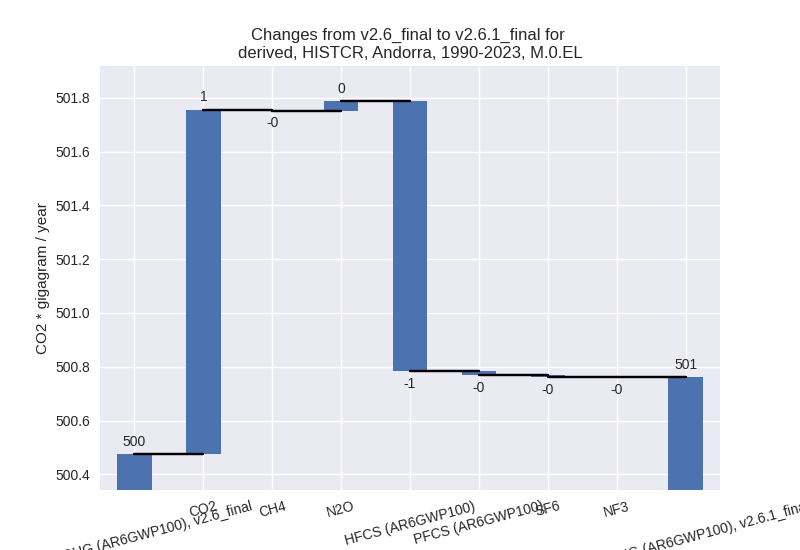 Changes from v2.6_final to v2.6.1_final for
derived, HISTCR, Andorra, 1990-2023, M.0.EL
CO2 * gigagram / year
501.8
501.6
501.4
501.2
501.0
500.8
500.6
500.4
500
1
-0
0
-1
-0
-0
-0
501
(AR6GWP100), v2.6_final
CO2
CH4
N2O
HFCS (AR6GWP100)
PFCS (AR6GWP100)
SF6
NF3
(AR6GWP100), v2.6.1_fina